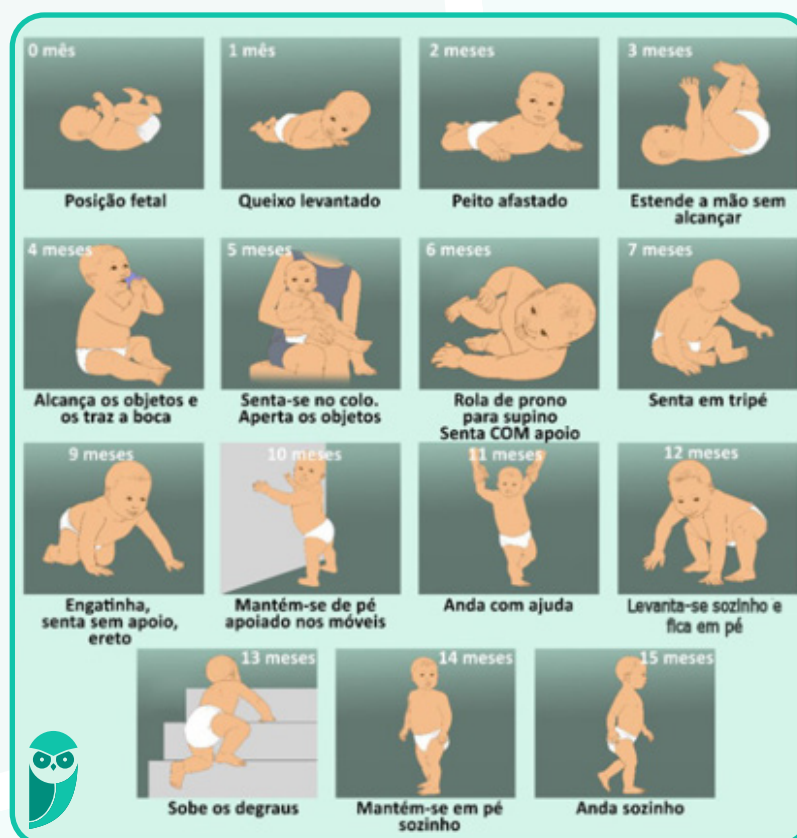 0 mês
Posição fetal
1 mês
Queixo levantado
2 meses
Peito afastado
3 meses
Estende a mão sem
alcançar
4 meses
Alcança os objetos e
os traz a boca
5 meses
Senta-se no colo.
Aperta os objetos
6 meses
Rola de prono
para supino
Senta COM apoio
7 meses
Senta em tripé
9 meses
Engatinha,
senta sem apoio,
ereto
10 meses
Mantém-se de pé
apoiado nos móveis
11 meses
Anda com ajuda
12 meses
Levanta-se sozinho e
fica em pé
13 meses
Sobe os degraus
14 meses
Mantém-se em pé
sozinho
15 meses
Anda sozinho